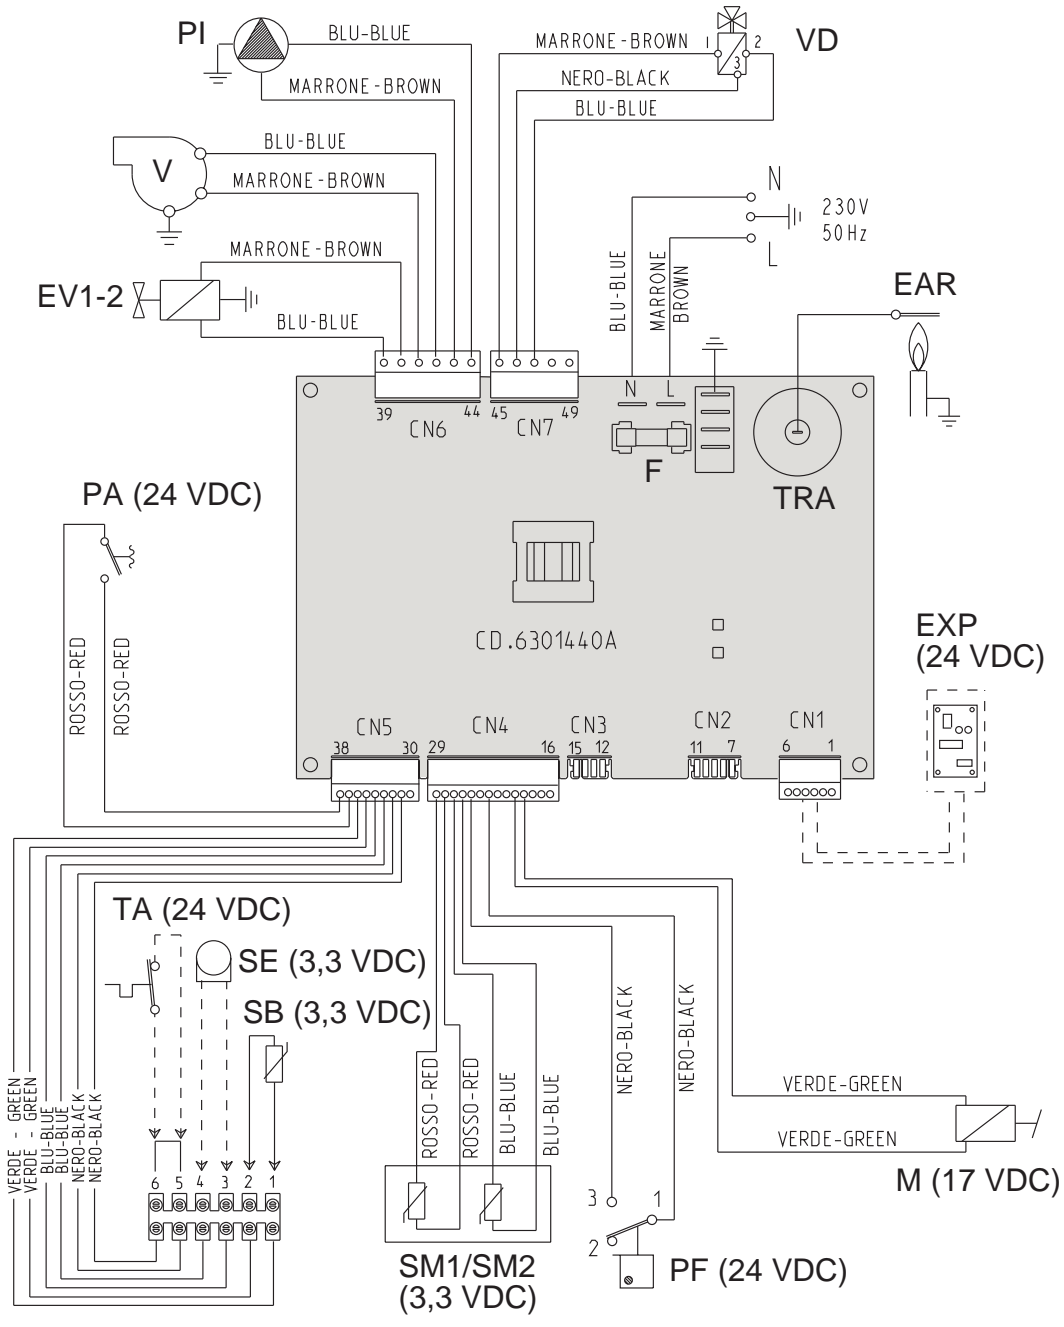 PI
BLU-BLUE
MARRONE-BROWN
MARRONE-BROWN
1
2
3
VD
NERO-BLACK
BLU-BLUE
V
BLU-BLUE
MARRONE-BROWN
N
230V
50Hz
L
MARRONE-BROWN
EV1-2
BLU-BLUE
BLU-BLUE
MARRONE
BROWN
EAR
39
44
45
49
CN6
CN7
N
L
F
TRA
PA (24 VDC)
ROSSO-RED
ROSSO-RED
CD.6301440A
EXP
(24 VDC)
CN5
CN4
CN3
CN2
CN1
38
30
29
16
15
12
11
7
6
1
TA (24 VDC)
SE (3,3 VDC)
SB (3,3 VDC)
VERDE - GREEN
VERDE - GREEN
BLU-BLUE
BLU-BLUE
NERO-BLACK
NERO-BLACK
6
5
4
3
2
1
ROSSO-RED
ROSSO-RED
BLU-BLUE
BLU-BLUE
SM1/SM2
(3,3 VDC)
NERO-BLACK
NERO-BLACK
3
1
2
PF (24 VDC)
VERDE-GREEN
VERDE-GREEN
M (17 VDC)